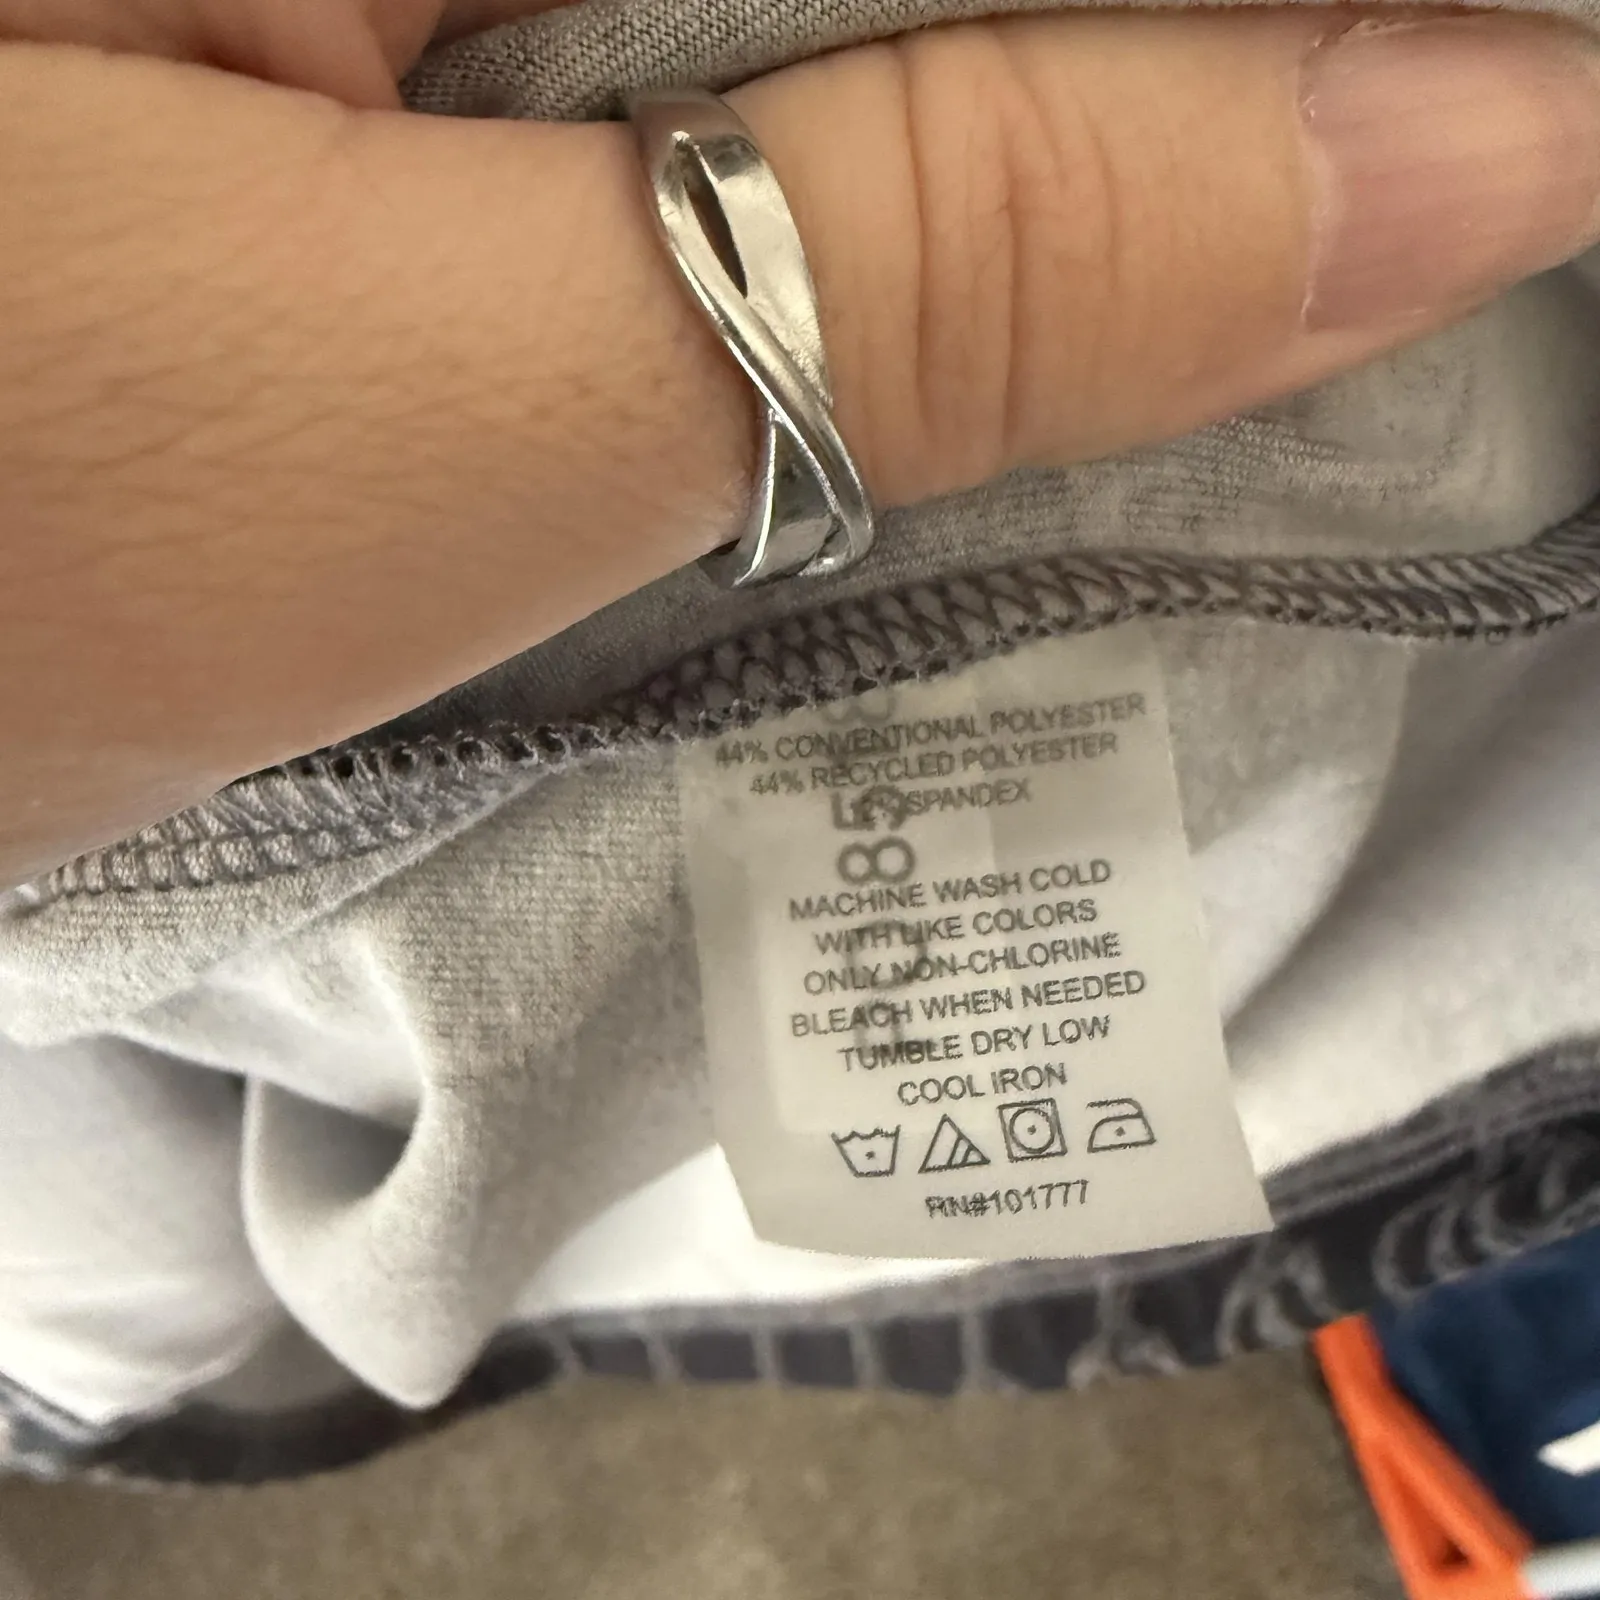 44% CONVENTIONAL POLYESTER
44% RECYCLED POLYESTER
12% SPANDEX
MACHINE WASH COLD
WITH LIKE COLORS
ONLY NON-CHLORINE
BLEACH WHEN NEEDED
TUMBLE DRY LOW
COOL IRON
RN#101777